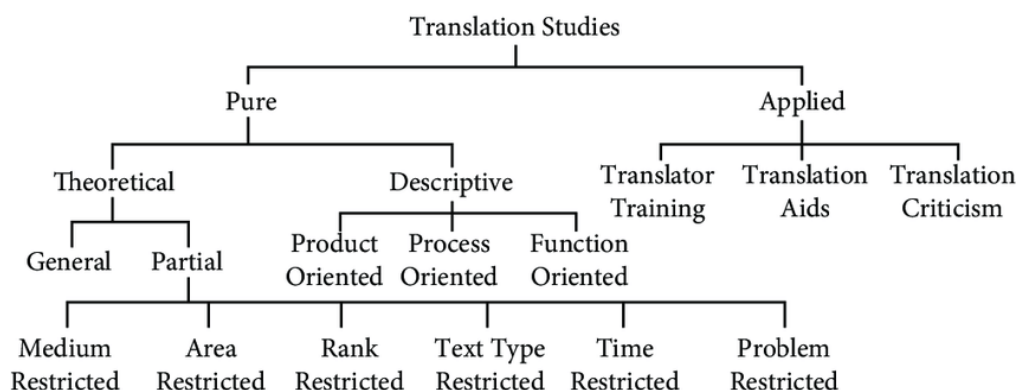 Translation Studies
Pure
Applied
Theoretical
Descriptive
Translator
Training
Translation
Aids
Translation
Criticism
General
Partial
Product
Oriented
Process
Oriented
Function
Oriented
Medium
Restricted
Area
Restricted
Rank
Restricted
Text Type
Restricted
Time
Restricted
Problem
Restricted